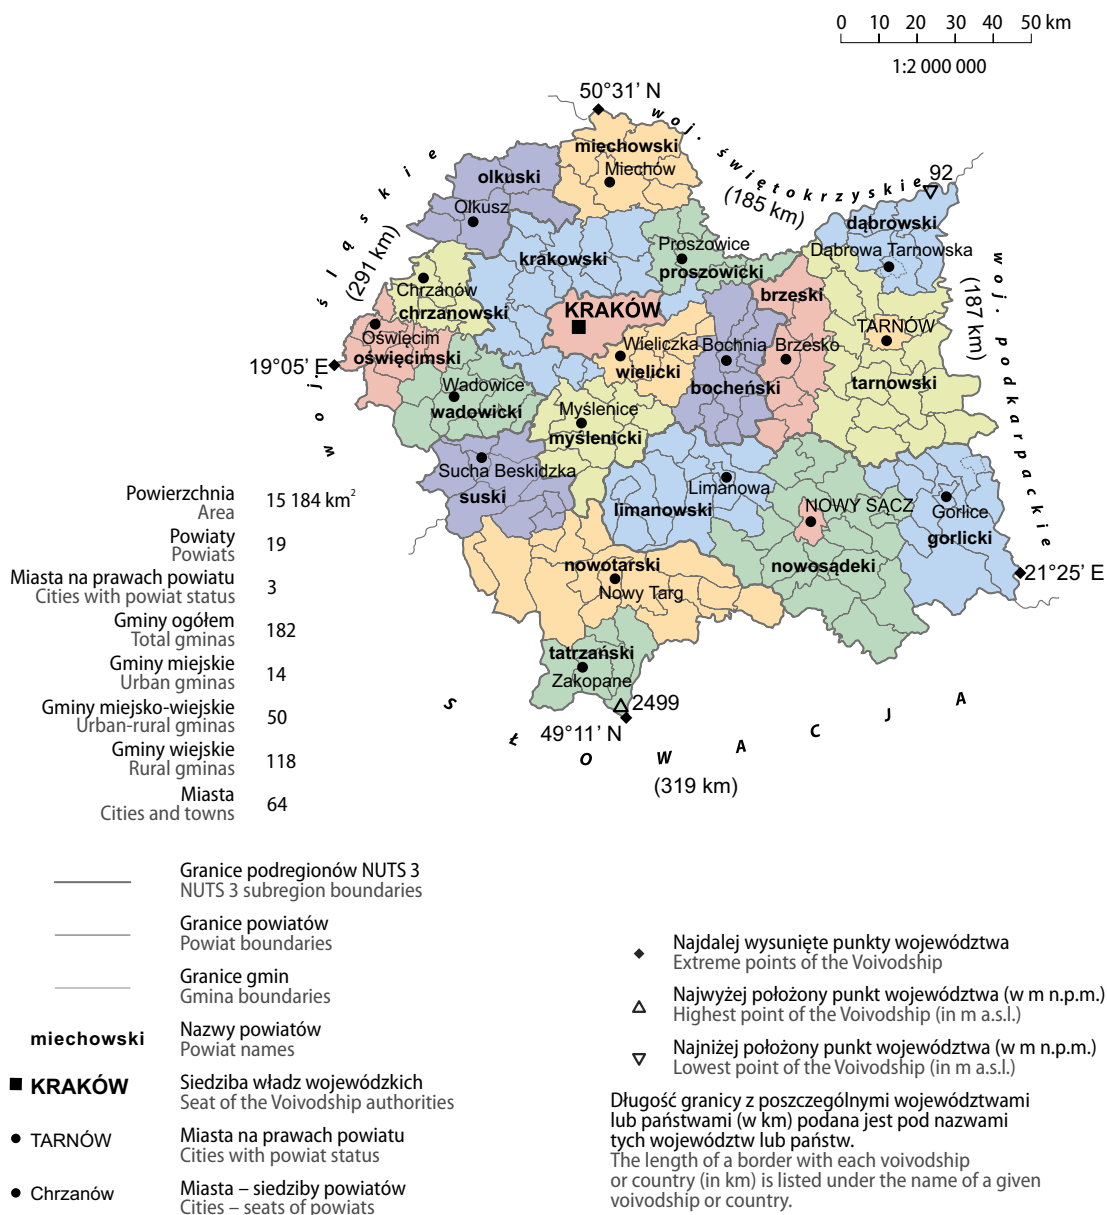 0 10 20 30 40 50 km
1:2 000 000
50°31’ N
woj. świętokrzyskie
(185 km)
92
woj. śląskie
(291 km)
woj. podkarpackie
(187 km)
miechowski
Miechów
olkuski
Olkusz
dąbrowski
Dąbrowa Tarnowska
krakowski
Proszowice
proszowicki
Chrzanów
chrzanowski
brzeski
KRAKÓW
TARNÓW
Oświęcim
oświęcimski
Wieliczka
wielicki
Bochnia
bocheński
Brzesko
tarnowski
19°05’ E
Wadowice
wadowicki
Myślenice
myślenicki
Sucha Beskidzka
suski
Limanowa
limanowski
NOWY SĄCZ
nowosądeki
Gorlice
gorlicki
nowotarski
Nowy Targ
21°25’ E
tatrzański
Zakopane
2499
49°11’ N
SŁOWACJA
(319 km)
Powierzchnia
Area
15 184 km²
Powiaty
Powiats
19
Miasta na prawach powiatu
Cities with powiat status
3
Gminy ogółem
Total gminas
182
Gminy miejskie
Urban gminas
14
Gminy miejsko-wiejskie
Urban-rural gminas
50
Gminy wiejskie
Rural gminas
118
Miasta
Cities and towns
64
Granice podregionów NUTS 3
NUTS 3 subregion boundaries
Granice powiatów
Powiat boundaries
Granice gmin
Gmina boundaries
miechowski
Nazwy powiatów
Powiat names
KRAKÓW
Siedziba władz wojewódzkich
Seat of the Voivodship authorities
TARNÓW
Miasta na prawach powiatu
Cities with powiat status
Chrzanów
Miasta – siedziby powiatów
Cities – seats of powiats
Najdalej wysunięte punkty województwa
Extreme points of the Voivodship
Najwyżej położony punkt województwa (w m n.p.m.)
Highest point of the Voivodship (in m a.s.l.)
Najniżej położony punkt województwa (w m n.p.m.)
Lowest point of the Voivodship (in m a.s.l.)
Długość granicy z poszczególnymi województwami
lub państwami (w km) podana jest pod nazwami
tych województw lub państw.
The length of a border with each voivodship
or country (in km) is listed under the name of a given
voivodship or country.